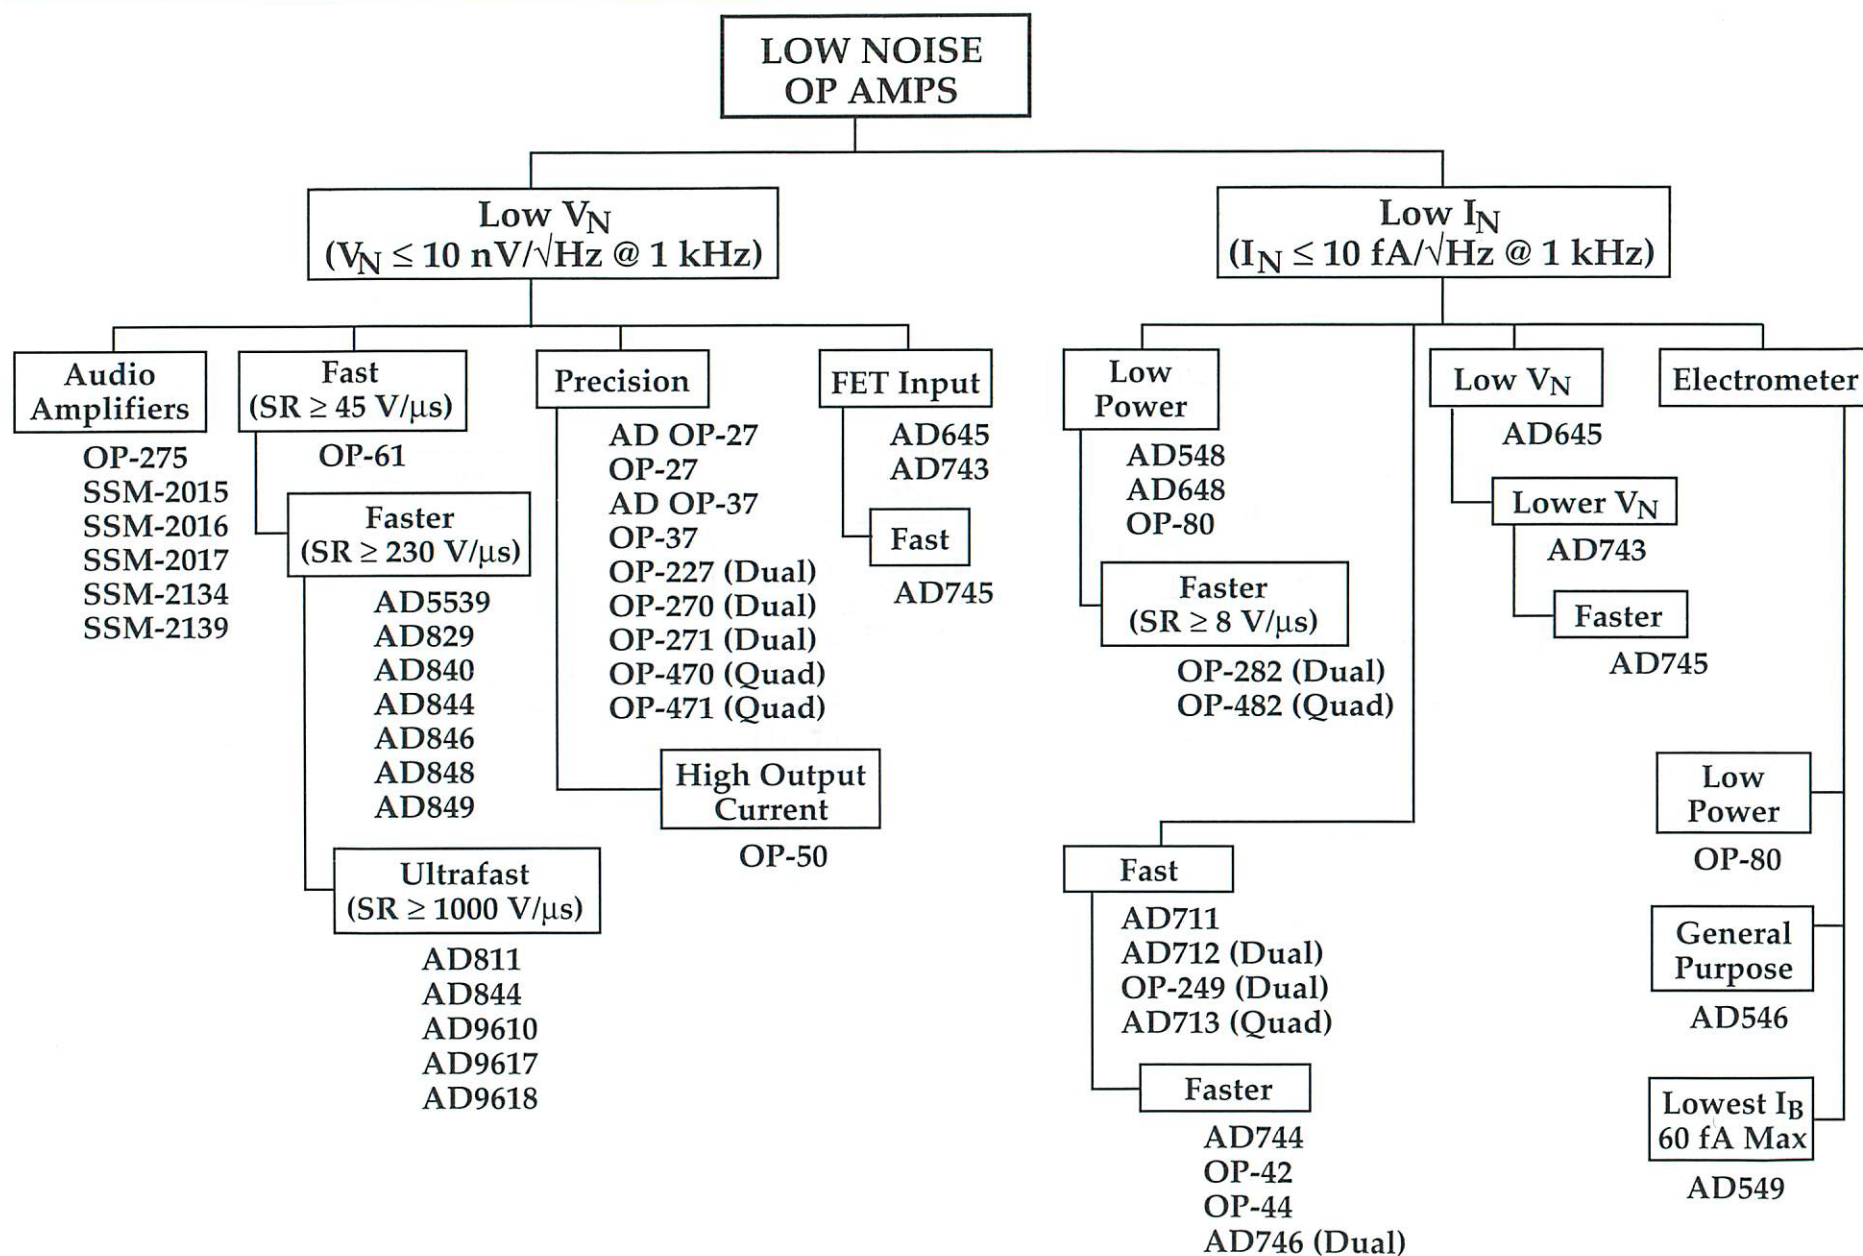 LOW NOISE
OP AMPS
Low VN
(VN ≤ 10 nV/√Hz @ 1 kHz)
Low IN
(IN ≤ 10 fA/√Hz @ 1 kHz)
Audio
Amplifiers
OP-275
SSM-2015
SSM-2016
SSM-2017
SSM-2134
SSM-2139
Fast
(SR ≥ 45 V/μs)
OP-61
Faster
(SR ≥ 230 V/μs)
AD5539
AD829
AD840
AD844
AD846
AD848
AD849
Ultrafast
(SR ≥ 1000 V/μs)
AD811
AD844
AD9610
AD9617
AD9618
Precision
AD OP-27
OP-27
AD OP-37
OP-37
OP-227 (Dual)
OP-270 (Dual)
OP-271 (Dual)
OP-470 (Quad)
OP-471 (Quad)
High Output
Current
OP-50
FET Input
AD645
AD743
Fast
AD745
Low
Power
AD548
AD648
OP-80
Faster
(SR ≥ 8 V/μs)
OP-282 (Dual)
OP-482 (Quad)
Fast
AD711
AD712 (Dual)
OP-249 (Dual)
AD713 (Quad)
Faster
AD744
OP-42
OP-44
AD746 (Dual)
Low VN
AD645
Lower VN
AD743
Faster
AD745
Electrometer
Low
Power
OP-80
General
Purpose
AD546
Lowest IB
60 fA Max
AD549